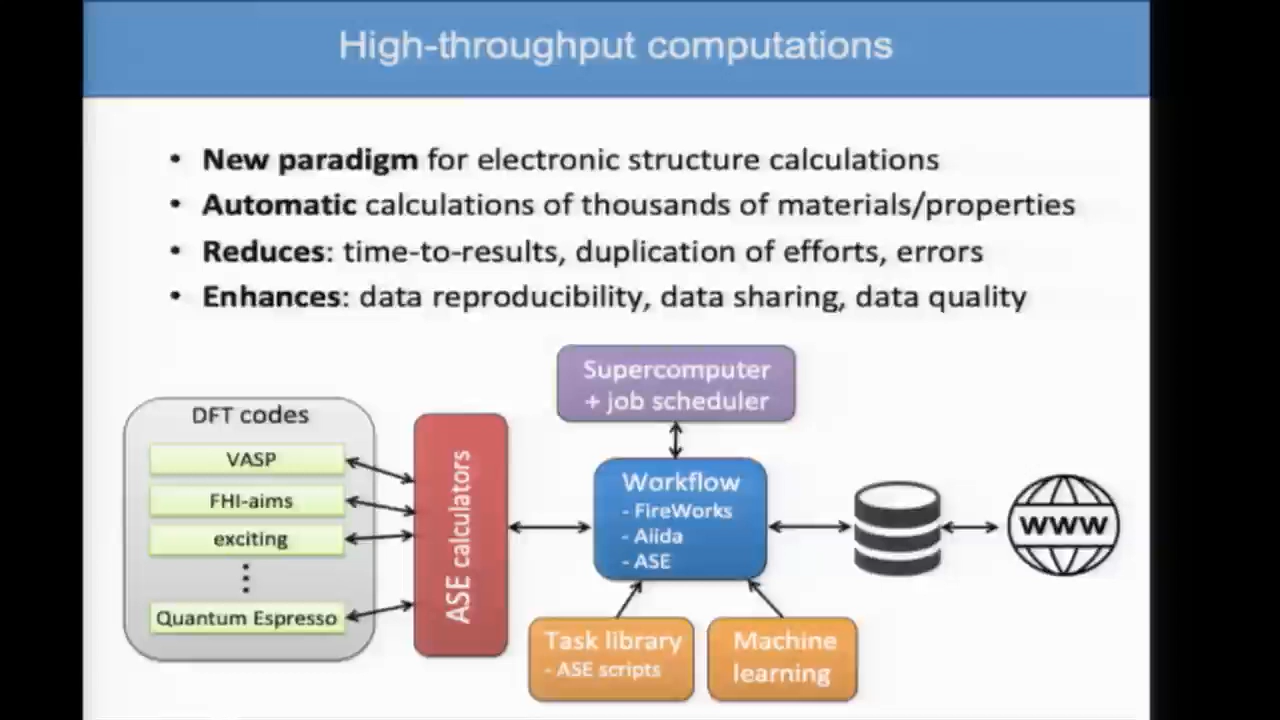 High-throughput computations
• New paradigm for electronic structure calculations
• Automatic calculations of thousands of materials/properties
• Reduces: time-to-results, duplication of efforts, errors
• Enhances: data reproducibility, data sharing, data quality
Supercomputer
+ job scheduler
DFT codes
VASP
FHI-aims
exciting
Quantum Espresso
ASE calculators
Workflow
- FireWorks
- Aiida
- ASE
WWW
Task library
- ASE scripts
Machine
learning